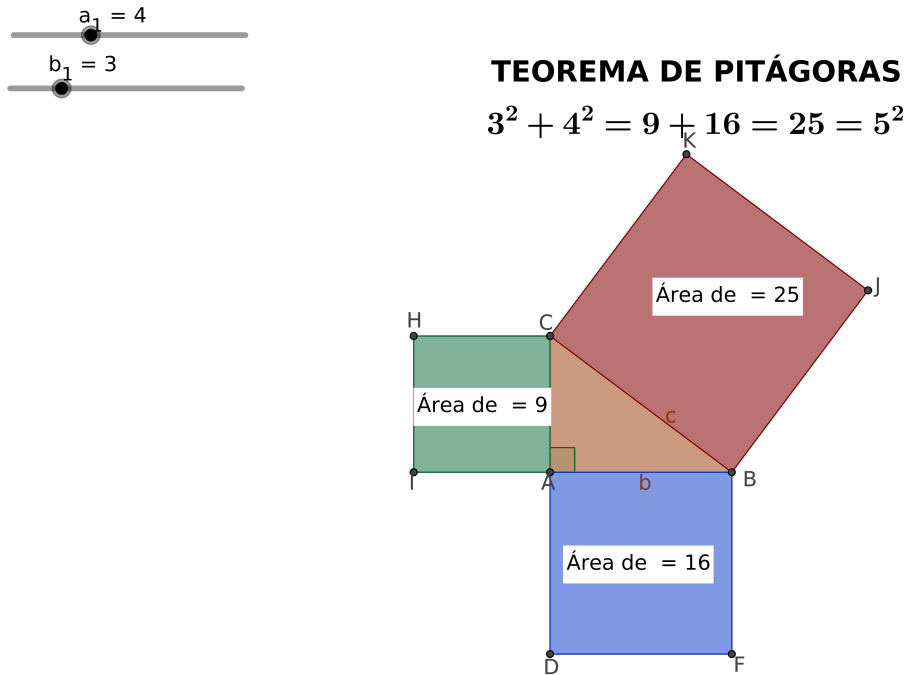 a₁ = 4
b₁ = 3
TEOREMA DE PITÁGORAS
3² + 4² = 9 + 16 = 25 = 5²
K
J
Área de = 25
H
C
Área de = 9
c
I
A
b
B
Área de = 16
D
F